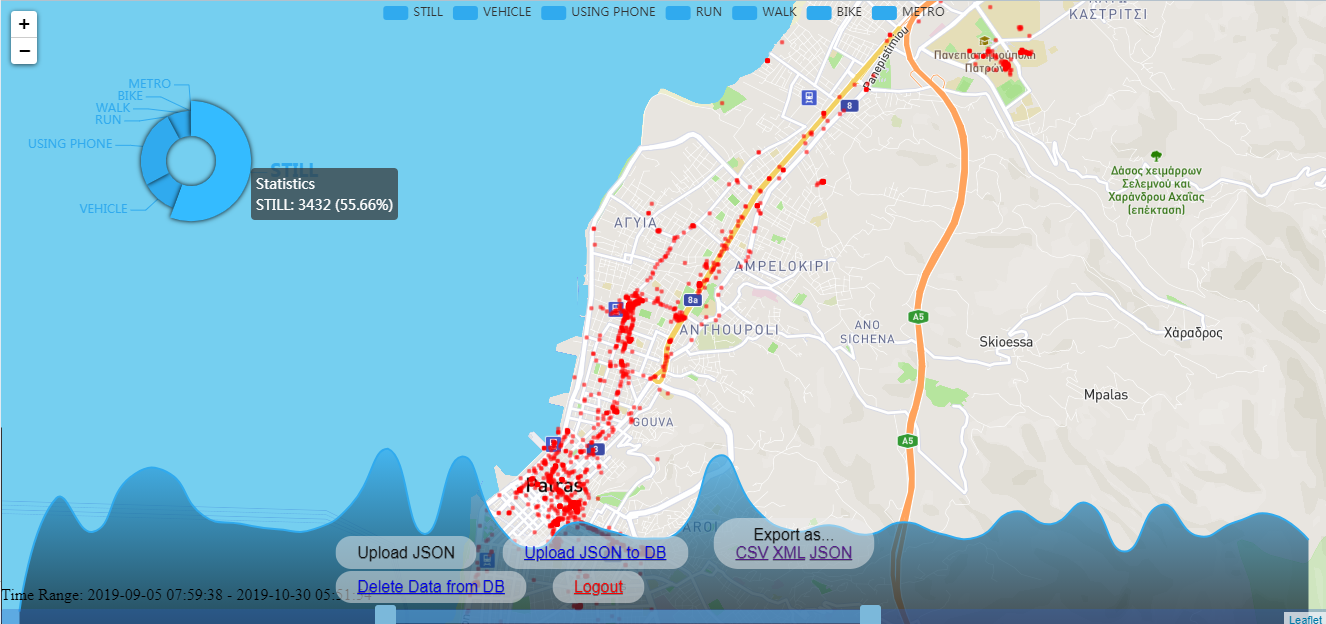 +
−
STILL VEHICLE USING PHONE RUN WALK BIKE METRO
ΚΑΣΤΡΙΤΣΙ
Panepistimiou
Πανεπιστημιούπολη
Πατρών
8
METRO
BIKE
WALK
RUN
USING PHONE
VEHICLE
STILL
Statistics
STILL: 3432 (55.66%)
Δάσος χειμάρρων
Σελεμνού και
Χαράνδρου Αχαΐας
(επέκταση)
ΑΓΥΙΑ
AMPELOKIPI
8a
ANTHOUPOLI
ANO
SICHENA
A5
Skioessa
Χάραδρος
Mpalas
GOUVA
A5
Patras
Export as...
CSV XML JSON
Upload JSON
Upload JSON to DB
Delete Data from DB
Logout
Time Range: 2019-09-05 07:59:38 - 2019-10-30 05:51:54
Leaflet